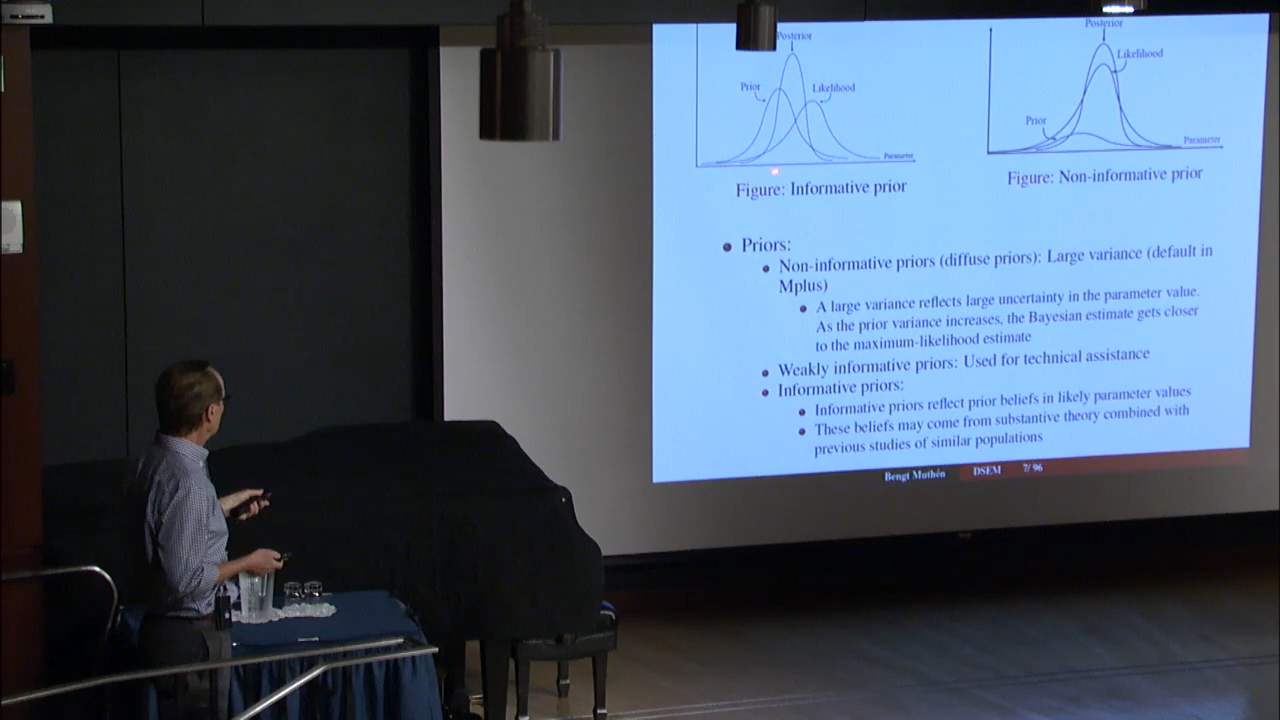 Posterior
Prior
Likelihood
Parameter
Figure: Informative prior
Posterior
Likelihood
Prior
Parameter
Figure: Non-informative prior
Priors:
Non-informative priors (diffuse priors): Large variance (default in
Mplus)
A large variance reflects large uncertainty in the parameter value.
As the prior variance increases, the Bayesian estimate gets closer
to the maximum-likelihood estimate
Weakly informative priors: Used for technical assistance
Informative priors:
Informative priors reflect prior beliefs in likely parameter values
These beliefs may come from substantive theory combined with
previous studies of similar populations
Bengt Muthén DSEM 7/ 96